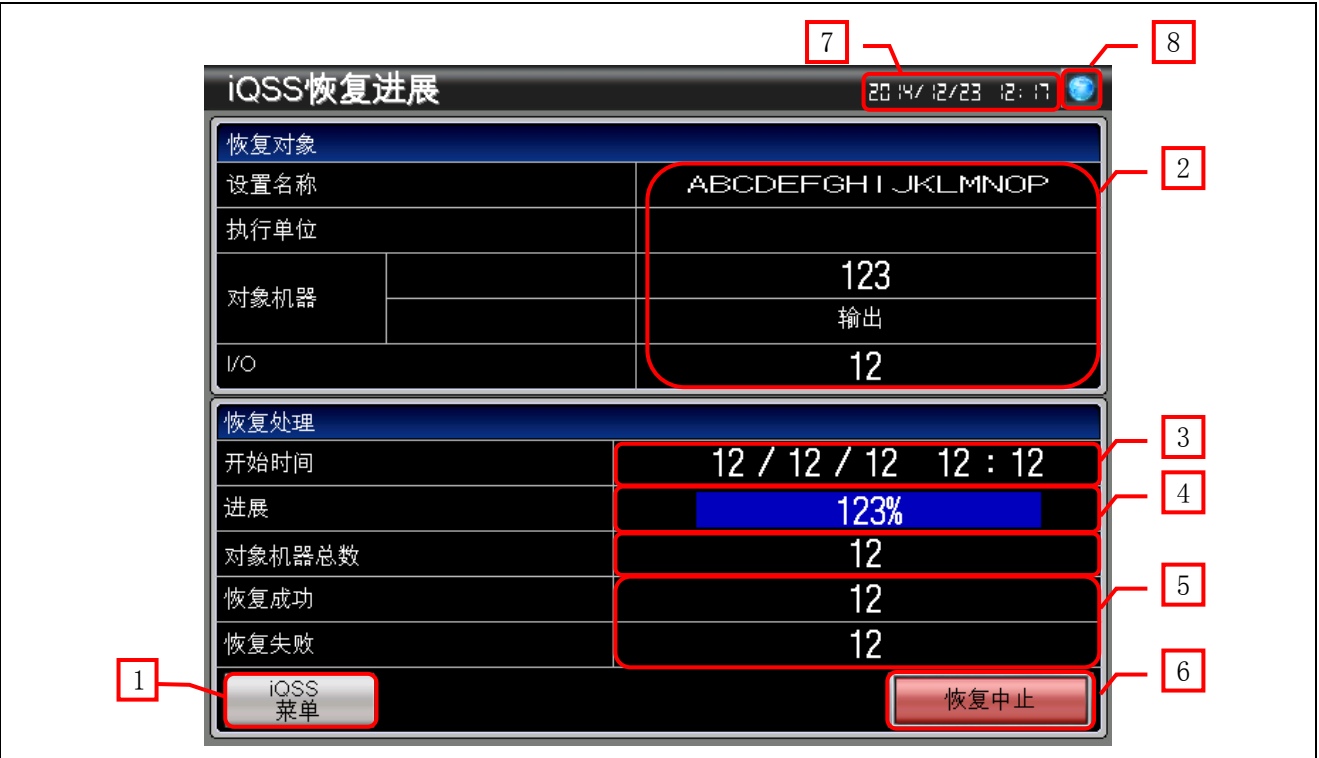 7
8
iQSS恢复进展
2014/12/23 12:17
恢复对象
设置名称
ABCDEFGHIJKLMNOP
2
执行单位
对象机器
123
输出
I/O
12
恢复处理
开始时间
12 / 12 / 12 12 : 12
3
进展
123%
4
对象机器总数
12
恢复成功
12
5
恢复失败
12
1
iQSS
菜单
恢复中止
6